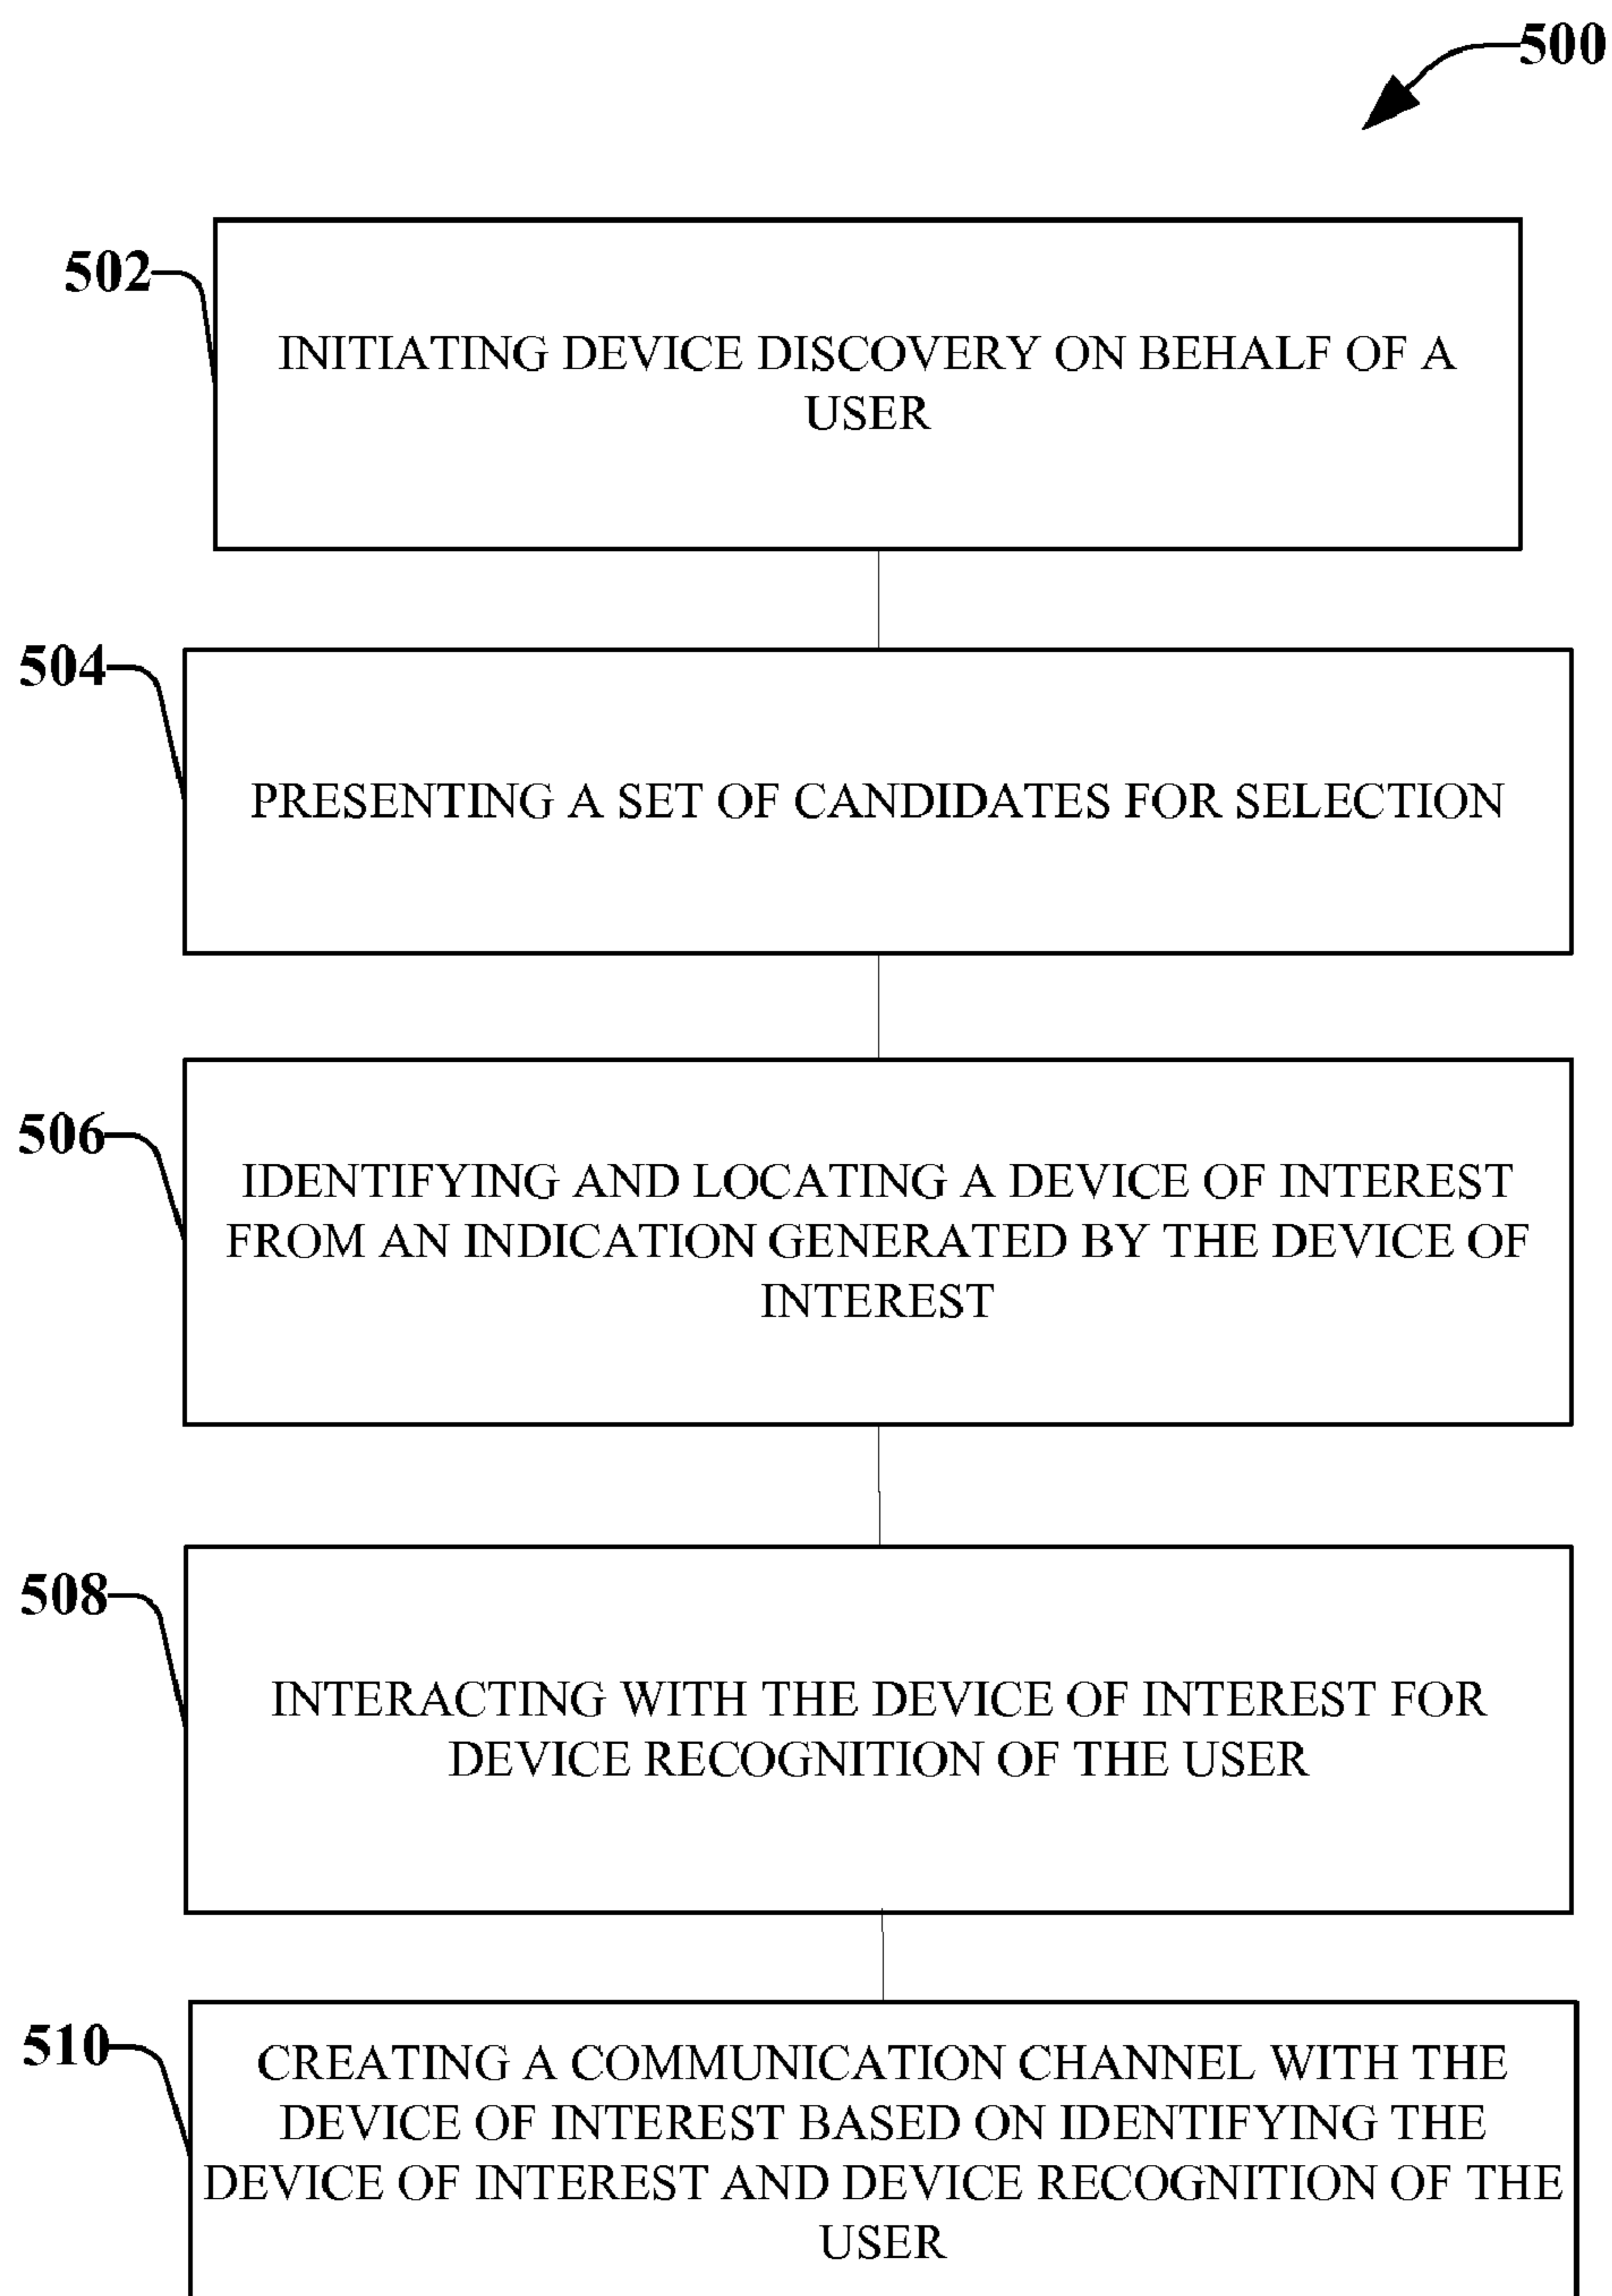 500
502
INITIATING DEVICE DISCOVERY ON BEHALF OF A
USER
504
PRESENTING A SET OF CANDIDATES FOR SELECTION
506
IDENTIFYING AND LOCATING A DEVICE OF INTEREST
FROM AN INDICATION GENERATED BY THE DEVICE OF
INTEREST
508
INTERACTING WITH THE DEVICE OF INTEREST FOR
DEVICE RECOGNITION OF THE USER
510
CREATING A COMMUNICATION CHANNEL WITH THE
DEVICE OF INTEREST BASED ON IDENTIFYING THE
DEVICE OF INTEREST AND DEVICE RECOGNITION OF THE
USER